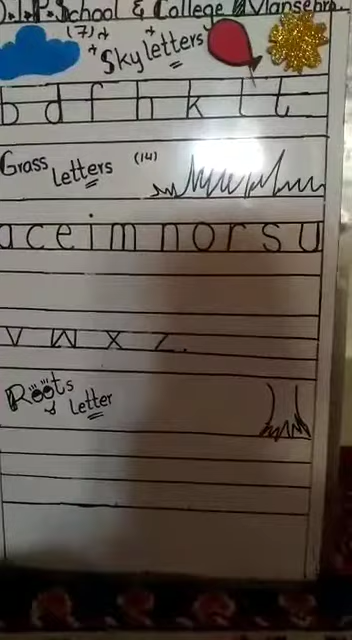 D.I.P.School & College Mansehra
(7)
Sky letters
b d f h k l t
Grass Letters (14)
a c e i m n o r s u
v w x z.
Roots Letter